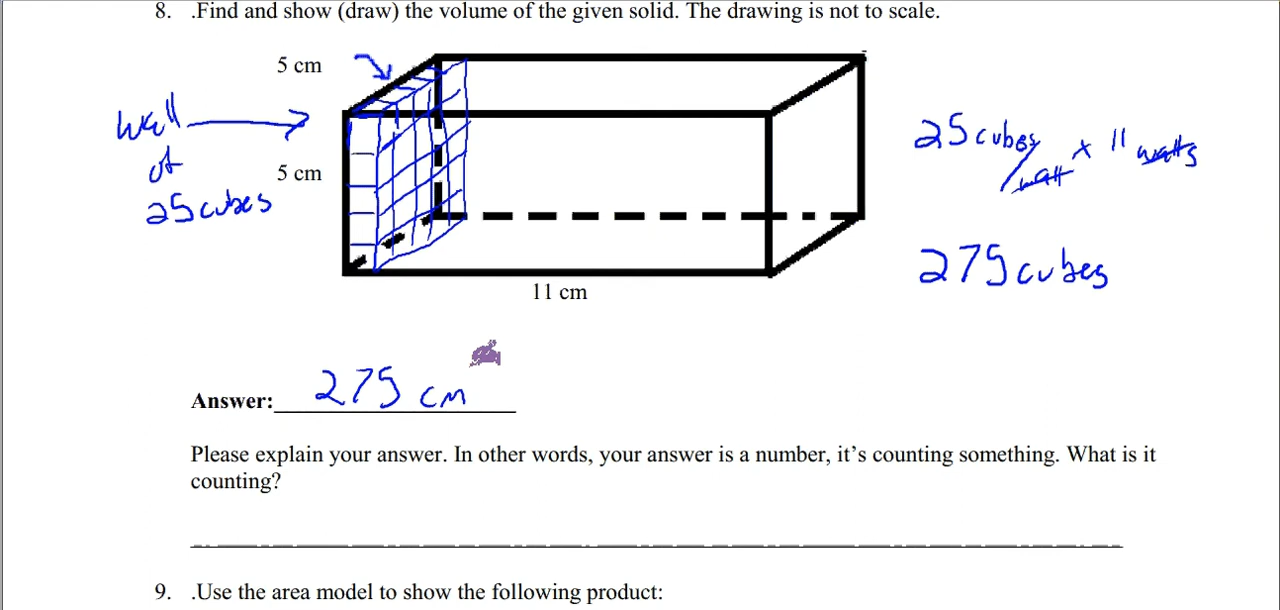 8. .Find and show (draw) the volume of the given solid. The drawing is not to scale.
5 cm
wall
of
25 cubes
5 cm
11 cm
25 cubes/wall x 11 walls
275 cubes
Answer: 275 cm
Please explain your answer. In other words, your answer is a number, it’s counting something. What is it
counting?
9. .Use the area model to show the following product: